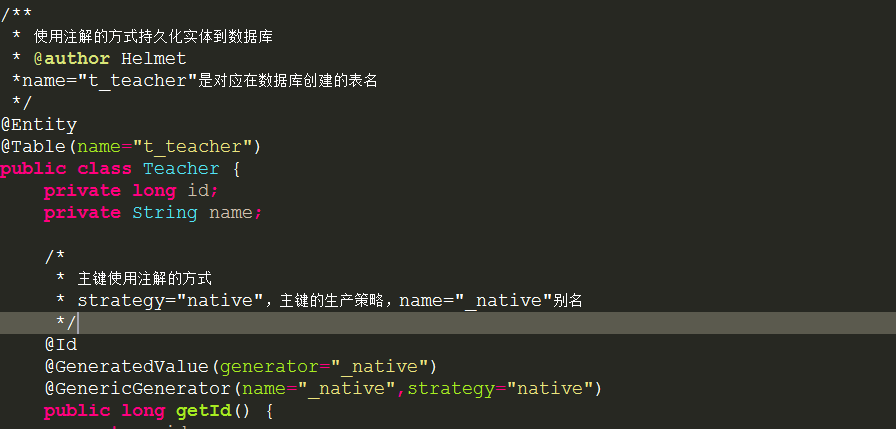 /**
 * 使用注解的方式持久化实体到数据库
 * @author Helmet
 *name="t_teacher"是对应在数据库创建的表名
 */
@Entity
@Table(name="t_teacher")
public class Teacher {
    private long id;
    private String name;
    /*
     * 主键使用注解的方式
     * strategy="native"，主键的生产策略，name="_native"别名
     */
    @Id
    @GeneratedValue(generator="_native")
    @GenericGenerator(name="_native",strategy="native")
    public long getId() {